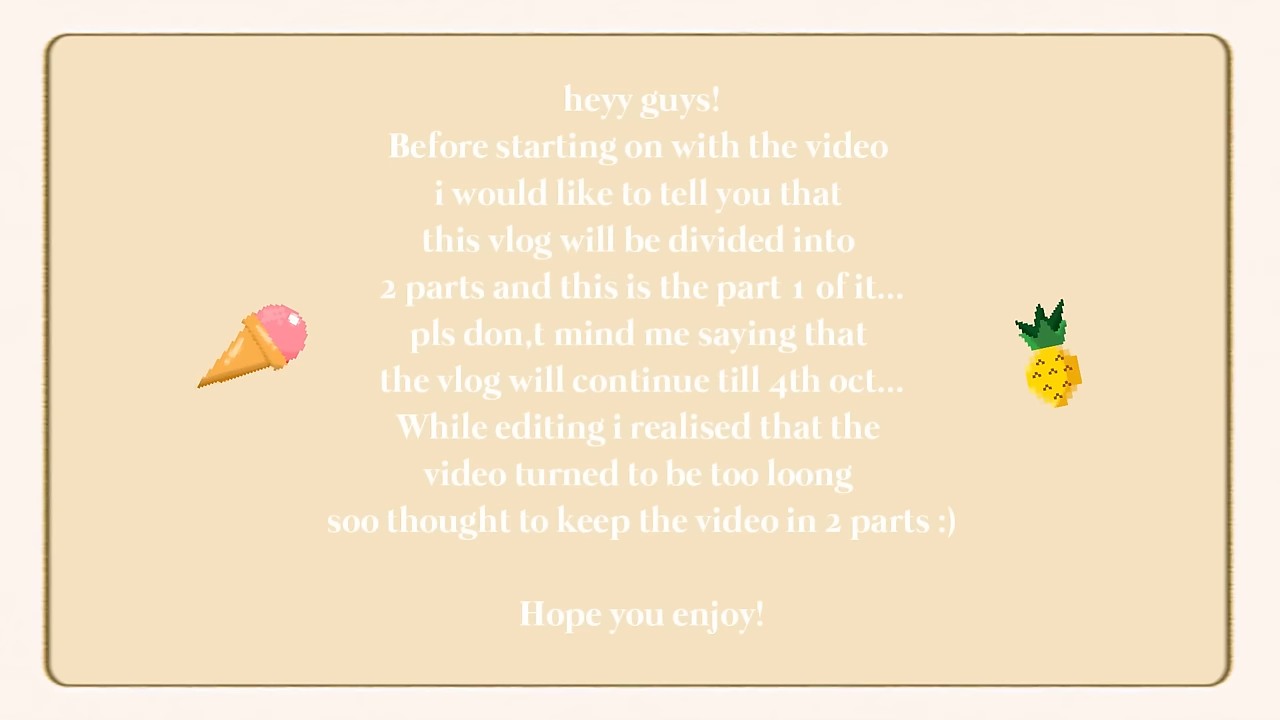 heyy guys!
Before starting on with the video
i would like to tell you that
this vlog will be divided into
2 parts and this is the part 1 of it...
pls don,t mind me saying that
the vlog will continue till 4th oct...
While editing i realised that the
video turned to be too loong
soo thought to keep the video in 2 parts :)
Hope you enjoy!